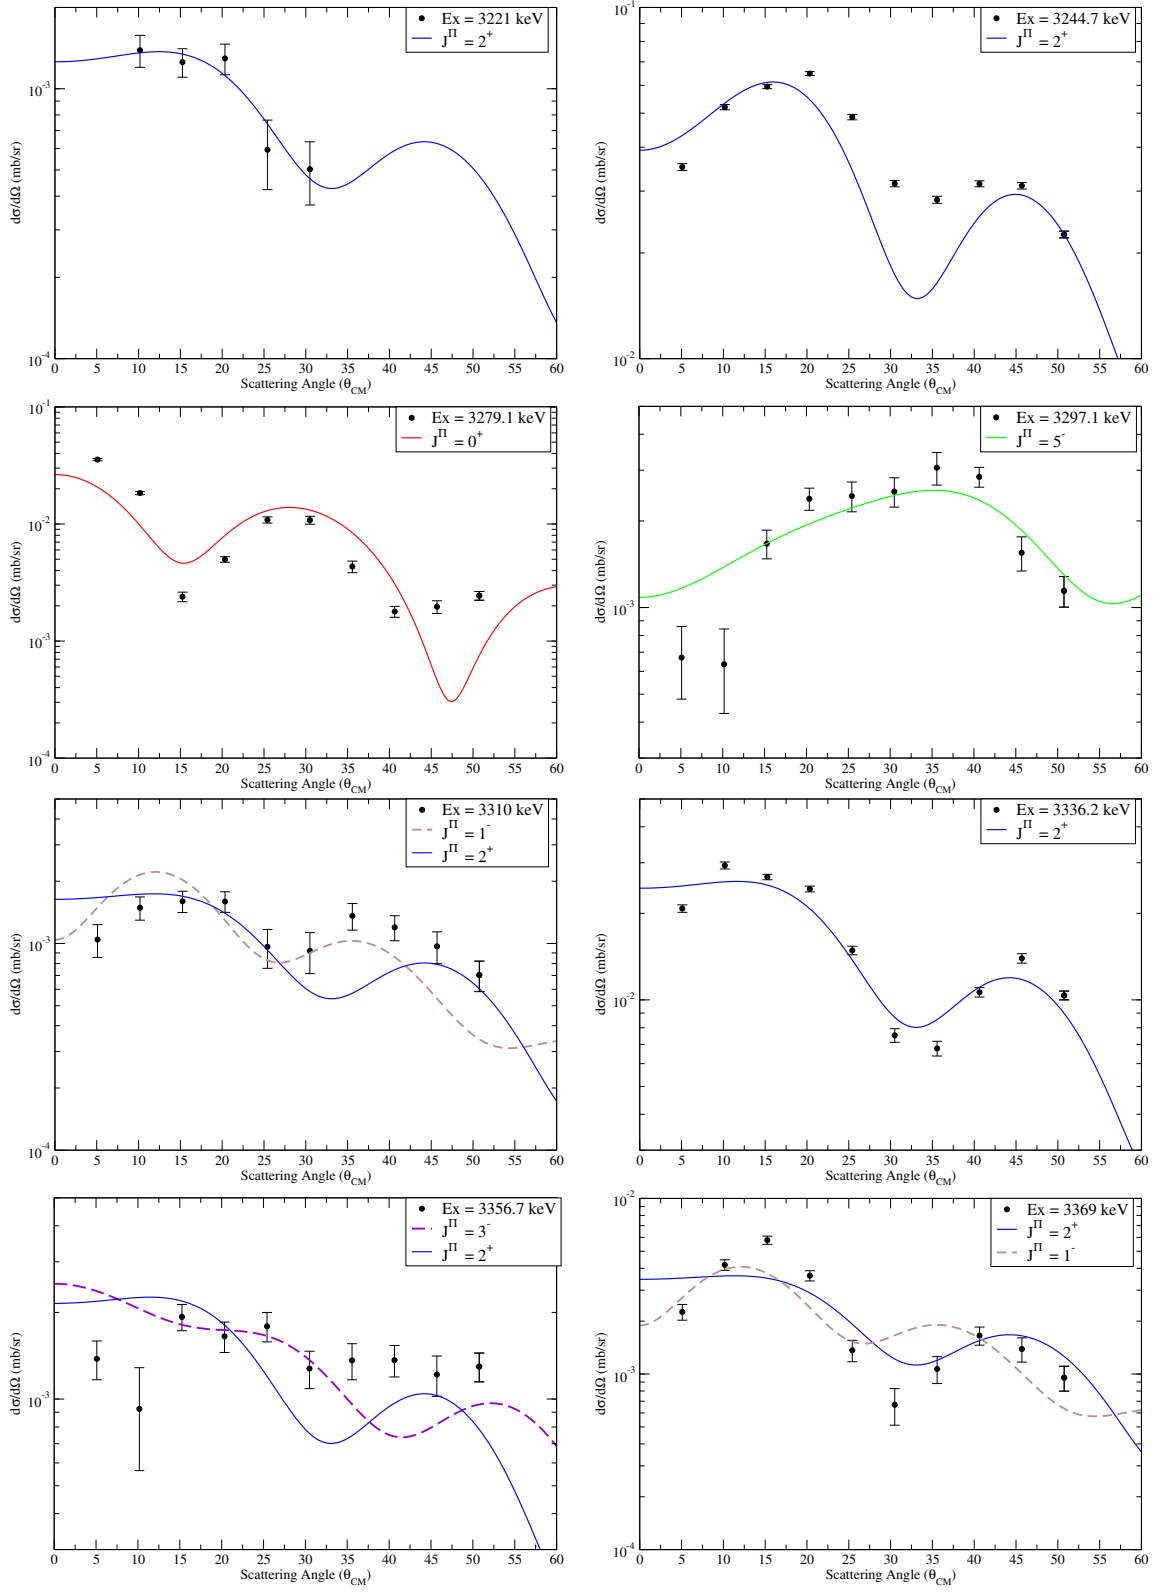 Ex = 3221 keV
J^Π = 2^+
10^-3
10^-4
dσ/dΩ (mb/sr)
0 5 10 15 20 25 30 35 40 45 50 55 60
Scattering Angle (θ_CM)
Ex = 3244.7 keV
J^Π = 2^+
10^-1
10^-2
dσ/dΩ (mb/sr)
0 5 10 15 20 25 30 35 40 45 50 55 60
Scattering Angle (θ_CM)
Ex = 3279.1 keV
J^Π = 0^+
10^-1
10^-2
10^-3
10^-4
dσ/dΩ (mb/sr)
0 5 10 15 20 25 30 35 40 45 50 55 60
Scattering Angle (θ_CM)
Ex = 3297.1 keV
J^Π = 5^-
10^-3
dσ/dΩ (mb/sr)
0 5 10 15 20 25 30 35 40 45 50 55 60
Scattering Angle (θ_CM)
Ex = 3310 keV
J^Π = 1^-
J^Π = 2^+
10^-3
10^-4
dσ/dΩ (mb/sr)
0 5 10 15 20 25 30 35 40 45 50 55 60
Scattering Angle (θ_CM)
Ex = 3336.2 keV
J^Π = 2^+
10^-2
dσ/dΩ (mb/sr)
0 5 10 15 20 25 30 35 40 45 50 55 60
Scattering Angle (θ_CM)
Ex = 3356.7 keV
J^Π = 3^-
J^Π = 2^+
10^-3
dσ/dΩ (mb/sr)
0 5 10 15 20 25 30 35 40 45 50 55 60
Scattering Angle (θ_CM)
Ex = 3369 keV
J^Π = 2^+
J^Π = 1^-
10^-2
10^-3
10^-4
dσ/dΩ (mb/sr)
0 5 10 15 20 25 30 35 40 45 50 55 60
Scattering Angle (θ_CM)